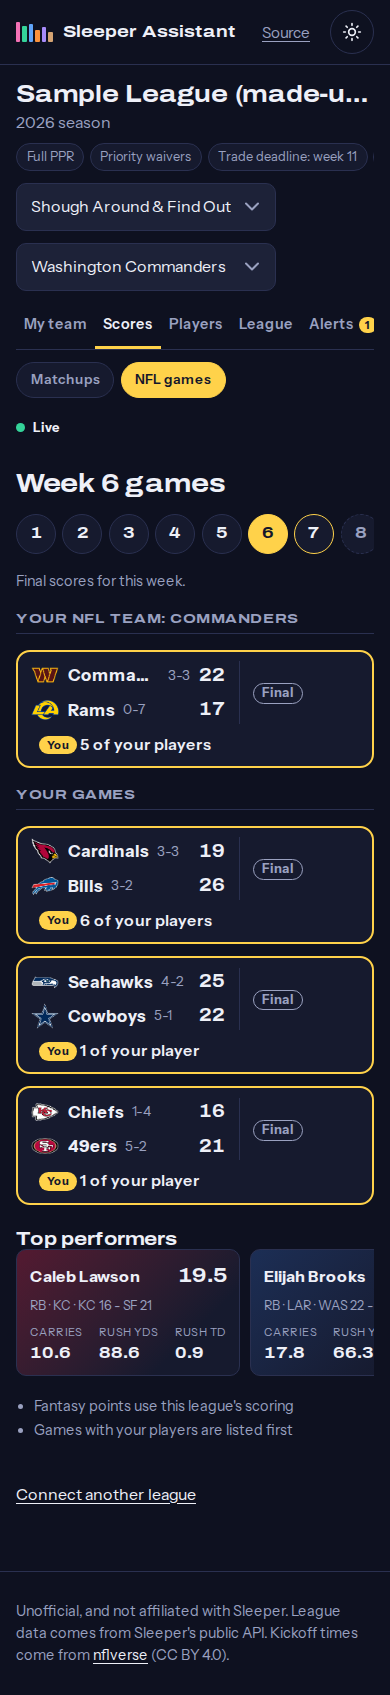 Sleeper Assistant Source
Sample League (made-u...
2026 season
Full PPR Priority waivers Trade deadline: week 11
Shough Around & Find Out
Washington Commanders
My team Scores Players League Alerts 1
Matchups NFL games
Live
Week 6 games
1 2 3 4 5 6 7 8
Final scores for this week.
YOUR NFL TEAM: COMMANDERS
Comma... 3-3 22
Final
Rams 0-7 17
You 5 of your players
YOUR GAMES
Cardinals 3-3 19
Final
Bills 3-2 26
You 6 of your players
Seahawks 4-2 25
Final
Cowboys 5-1 22
You 1 of your player
Chiefs 1-4 16
Final
49ers 5-2 21
You 1 of your player
Top performers
Caleb Lawson 19.5 Elijah Brooks
RB · KC · KC 16 - SF 21 RB · LAR · WAS 22 -
CARRIES RUSH YDS RUSH TD CARRIES RUSH Y
10.6 88.6 0.9 17.8 66.3
• Fantasy points use this league's scoring
• Games with your players are listed first
Connect another league
Unofficial, and not affiliated with Sleeper. League
data comes from Sleeper's public API. Kickoff times
come from nflverse (CC BY 4.0).